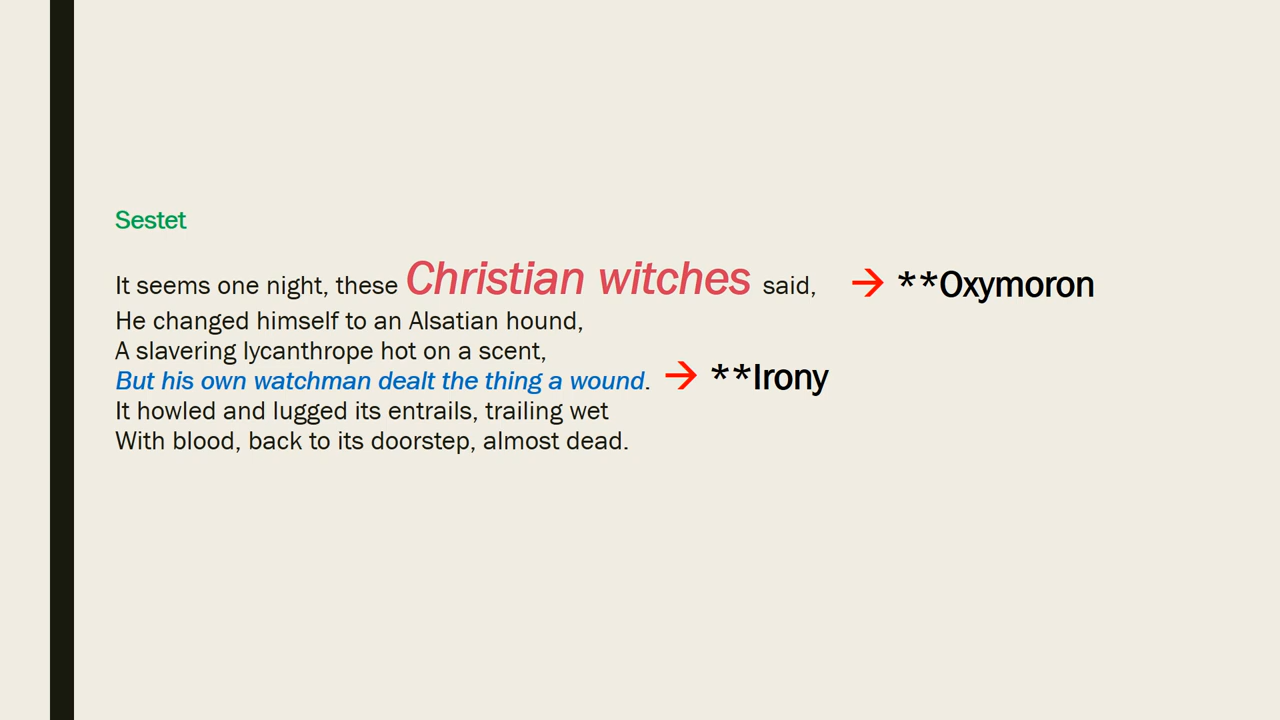 Sestet
It seems one night, these Christian witches said, → **Oxymoron
He changed himself to an Alsatian hound,
A slavering lycanthrope hot on a scent,
But his own watchman dealt the thing a wound. → **Irony
It howled and lugged its entrails, trailing wet
With blood, back to its doorstep, almost dead.